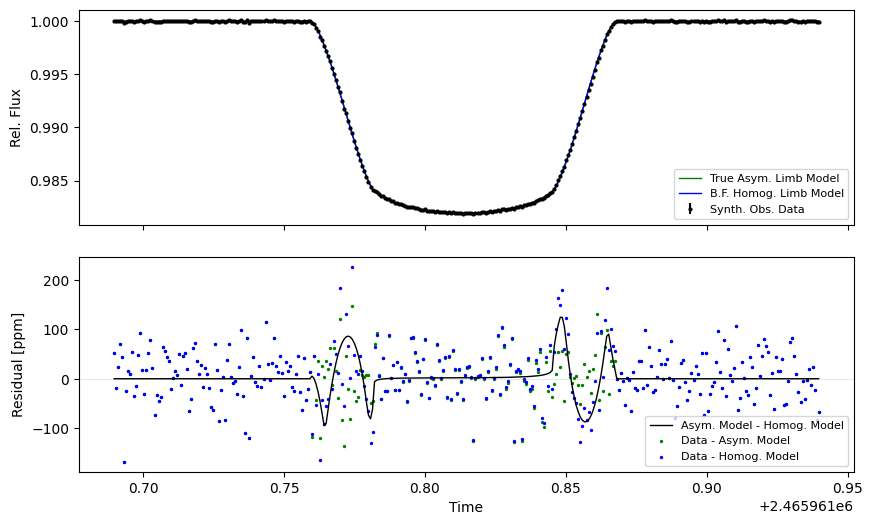 1.000
0.995
0.990
0.985
Rel. Flux
True Asym. Limb Model
B.F. Homog. Limb Model
Synth. Obs. Data
200
100
0
−100
Residual [ppm]
Asym. Model - Homog. Model
Data - Asym. Model
Data - Homog. Model
0.70 0.75 0.80 0.85 0.90 0.95
Time
+2.465961e6